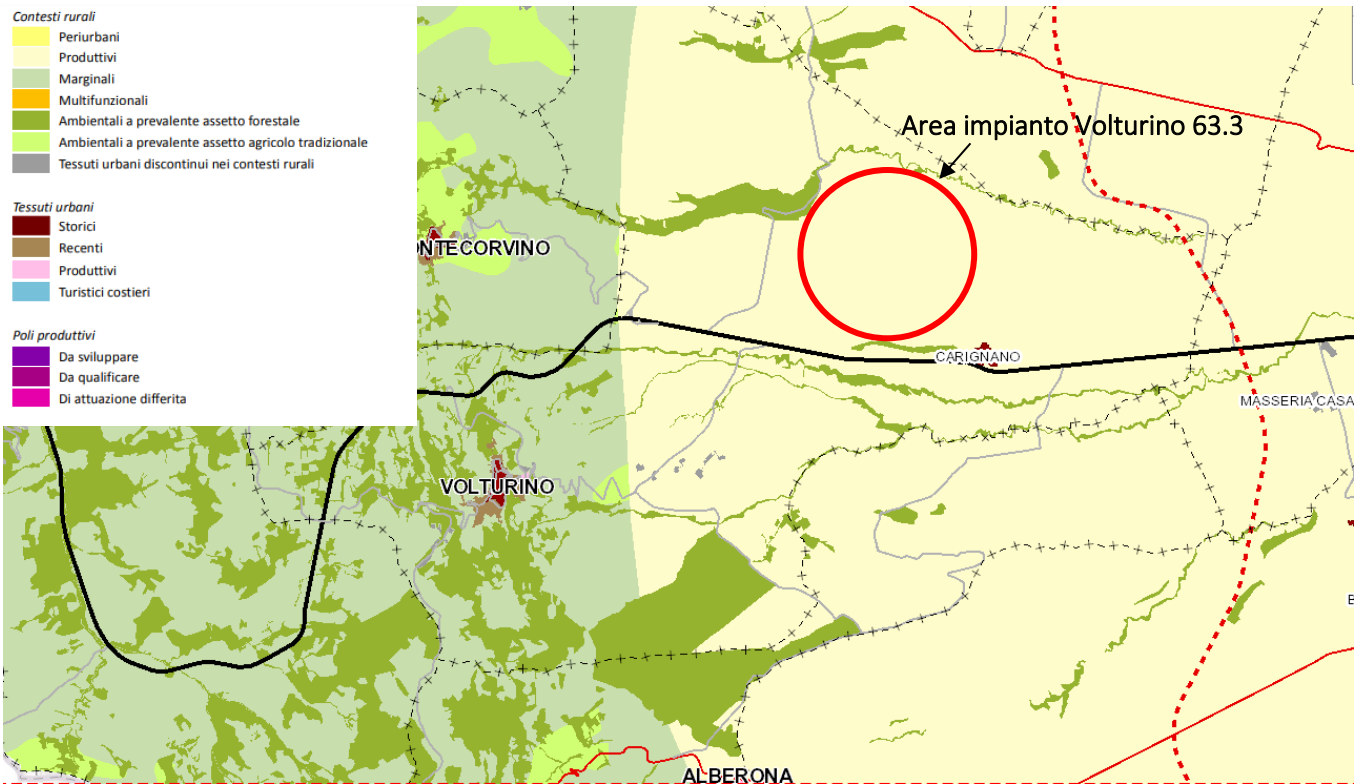 Contesti rurali
Periurbani
Produttivi
Marginali
Multifunzionali
Ambientali a prevalente assetto forestale
Ambientali a prevalente assetto agricolo tradizionale
Tessuti urbani discontinui nei contesti rurali
Tessuti urbani
Storici
Recenti
Produttivi
Turistici costieri
Poli produttivi
Da sviluppare
Da qualificare
Di attuazione differita
Area impianto Volturino 63.3
ONTECORVINO
CARIGNANO
MASSERIA CASA
VOLTURINO
B
ALBERONA